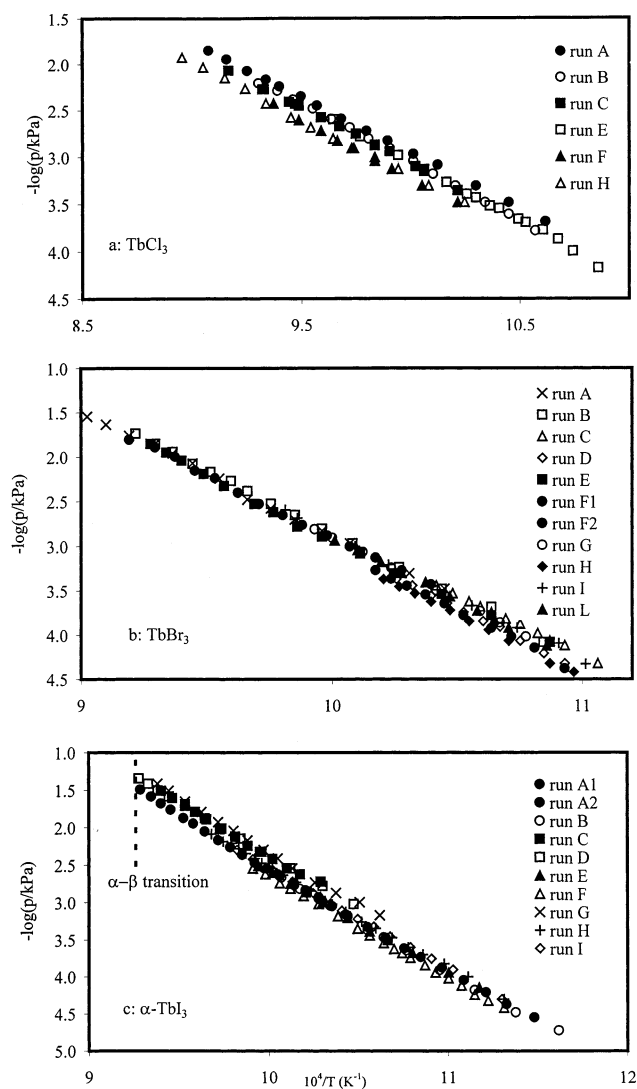 1.5
2.0
2.5
3.0
3.5
4.0
4.5
-log(p/kPa)
run A
run B
run C
run E
run F
run H
a: TbCl3
8.5
9.5
10.5
1.0
1.5
2.0
2.5
3.0
3.5
4.0
4.5
-log(p/kPa)
run A
run B
run C
run D
run E
run F1
run F2
run G
run H
run I
run L
b: TbBr3
9
10
11
1.0
1.5
2.0
2.5
3.0
3.5
4.0
4.5
5.0
-log(p/kPa)
run A1
run A2
run B
run C
run D
run E
run F
run G
run H
run I
α–β transition
c: α-TbI3
9
10
11
12
10⁴/T (K⁻¹)